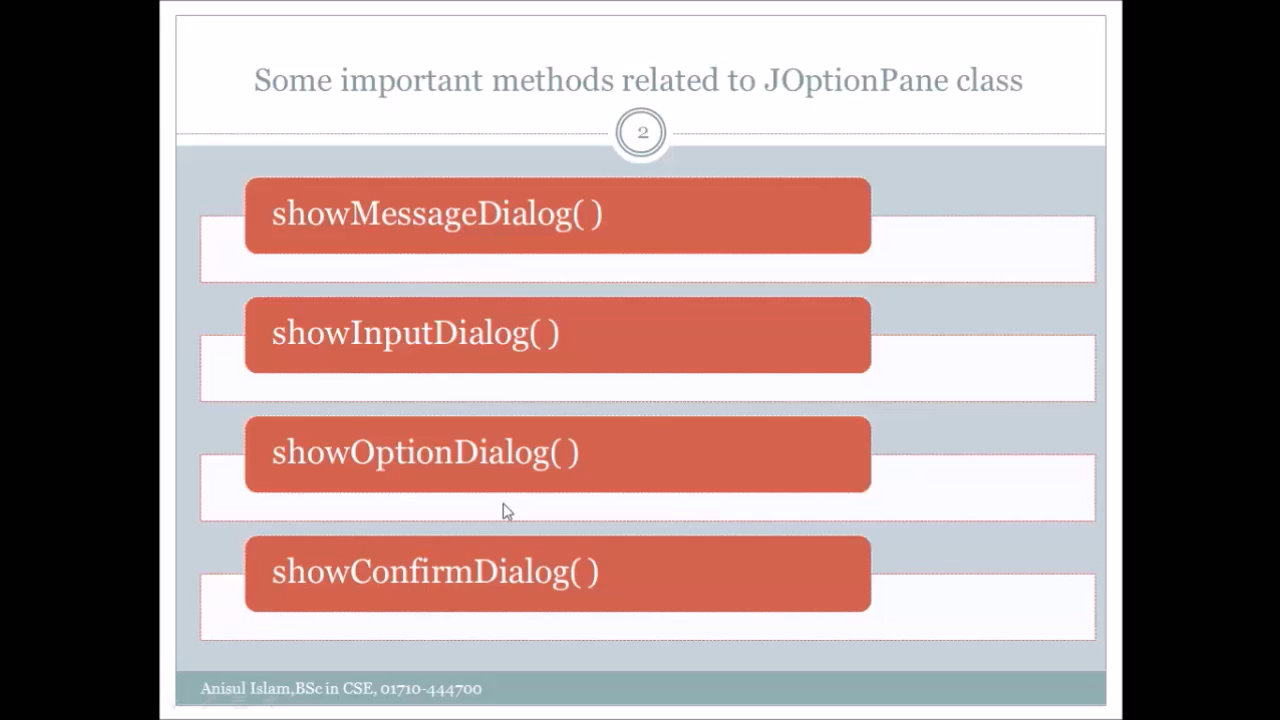 Some important methods related to JOptionPane class
2
showMessageDialog( )
showInputDialog( )
showOptionDialog( )
showConfirmDialog( )
Anisul Islam,BSc in CSE, 01710-444700